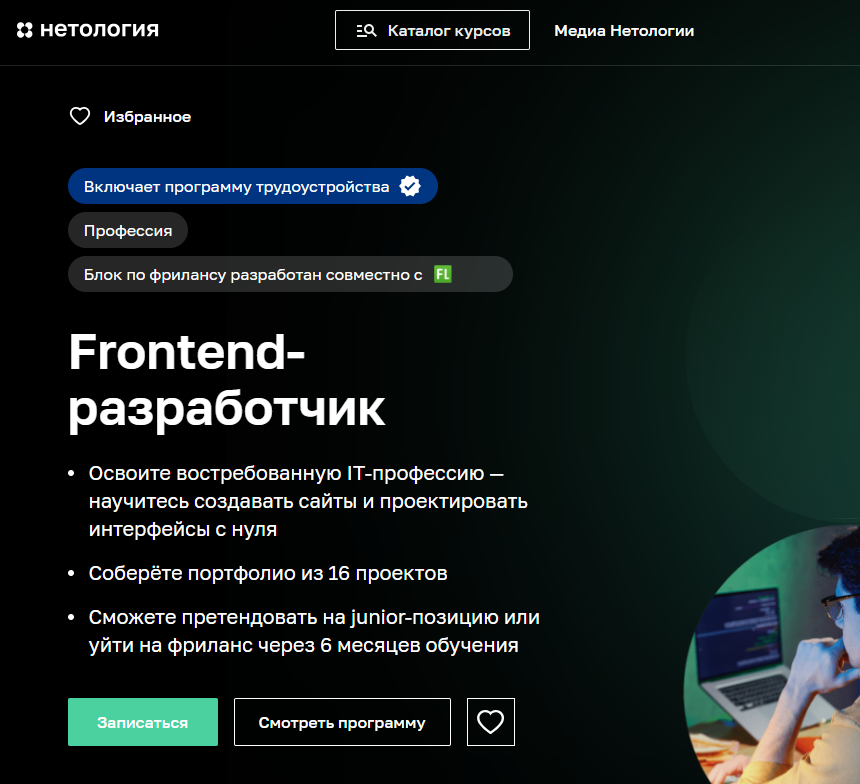 нетология
Каталог курсов
Медиа Нетологии
Избранное
Включает программу трудоустройства
Профессия
Блок по фрилансу разработан совместно с FL
Frontend-
разработчик
• Освоите востребованную IT-профессию —
научитесь создавать сайты и проектировать
интерфейсы с нуля
• Соберёте портфолио из 16 проектов
• Сможете претендовать на junior-позицию или
уйти на фриланс через 6 месяцев обучения
Записаться
Смотреть программу